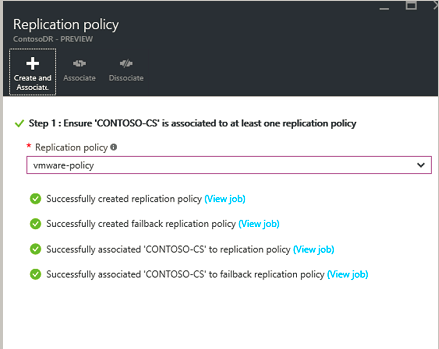 Replication policy
ContosoDR - PREVIEW
Create and Associate Dissociate
Associat.
Step 1 : Ensure 'CONTOSO-CS' is associated to at least one replication policy
* Replication policy
vmware-policy
Successfully created replication policy (View job)
Successfully created failback replication policy (View job)
Successfully associated 'CONTOSO-CS' to replication policy (View job)
Successfully associated 'CONTOSO-CS' to failback replication policy (View job)